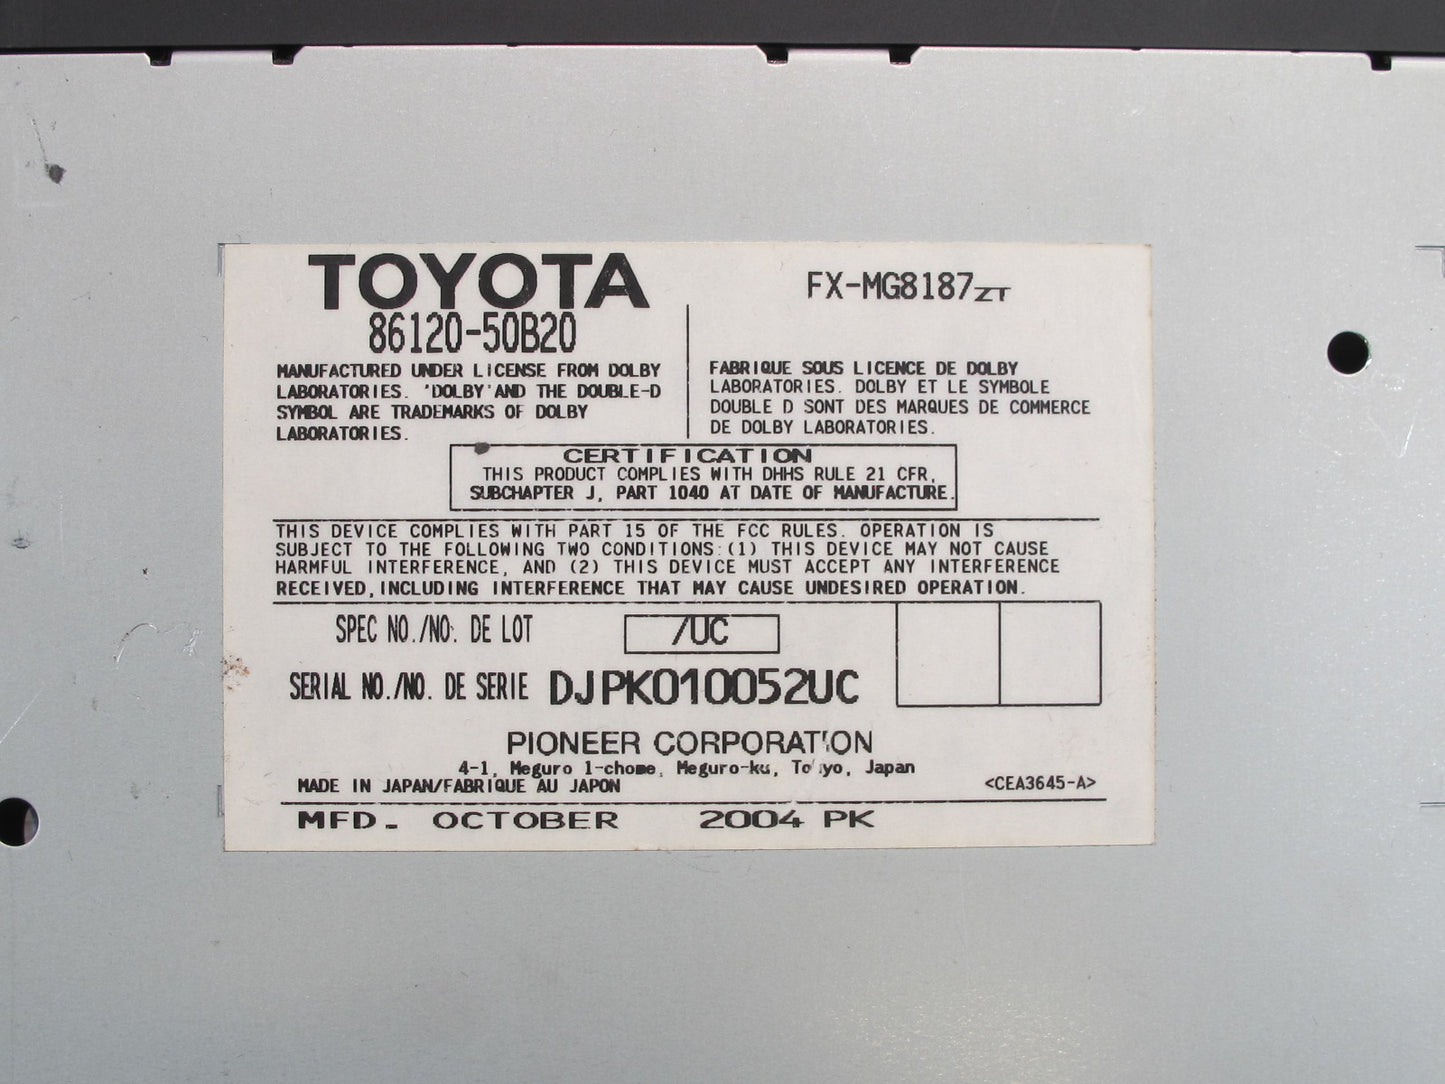 TOYOTA
86120-50B20
MANUFACTURED UNDER LICENSE FROM DOLBY
LABORATORIES. 'DOLBY' AND THE DOUBLE-D
SYMBOL ARE TRADEMARKS OF DOLBY
LABORATORIES.
FX-MG8187ZT
FABRIQUE SOUS LICENCE DE DOLBY
LABORATORIES. DOLBY ET LE SYMBOLE
DOUBLE D SONT DES MARQUES DE COMMERCE
DE DOLBY LABORATORIES.
CERTIFICATION
THIS PRODUCT COMPLIES WITH DHHS RULE 21 CFR,
SUBCHAPTER J, PART 1040 AT DATE OF MANUFACTURE.
THIS DEVICE COMPLIES WITH PART 15 OF THE FCC RULES. OPERATION IS
SUBJECT TO THE FOLLOWING TWO CONDITIONS:(1) THIS DEVICE MAY NOT CAUSE
HARMFUL INTERFERENCE, AND (2) THIS DEVICE MUST ACCEPT ANY INTERFERENCE
RECEIVED, INCLUDING INTERFERENCE THAT MAY CAUSE UNDESIRED OPERATION.
SPEC NO./NO. DE LOT /UC
SERIAL NO./NO. DE SERIE DJPK010052UC
PIONEER CORPORATION
4-1, Meguro 1-chome, Meguro-ku, Tokyo, Japan
MADE IN JAPAN/FABRIQUE AU JAPON <CEA3645-A>
MFD. OCTOBER 2004 PK